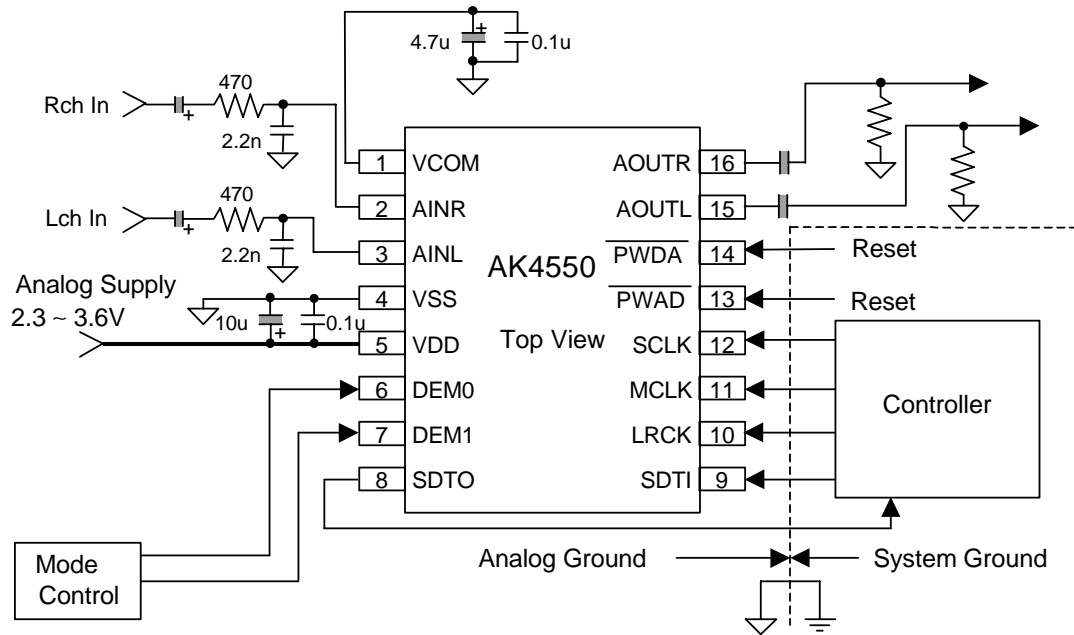 4.7u
+
0.1u
470
Rch In
+
2.2n
470
Lch In
+
2.2n
Analog Supply
2.3 ~ 3.6V
10u
+
0.1u
1 VCOM
2 AINR
3 AINL
4 VSS
5 VDD
6 DEM0
7 DEM1
8 SDTO
AK4550
Top View
AOUTR 16
AOUTL 15
PWDA 14
PWAD 13
SCLK 12
MCLK 11
LRCK 10
SDTI 9
Reset
Reset
Controller
Mode
Control
Analog Ground
System Ground